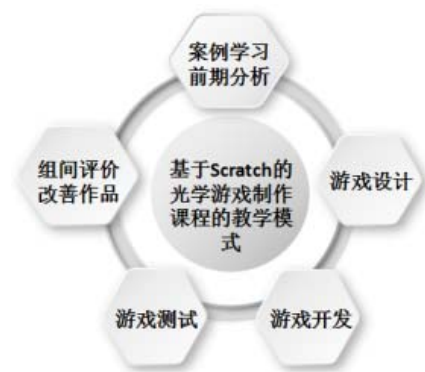 案例学习
前期分析
组间评价
改善作品
基于Scratch的
光学游戏制作
课程的教学模
式
游戏设计
游戏测试
游戏开发